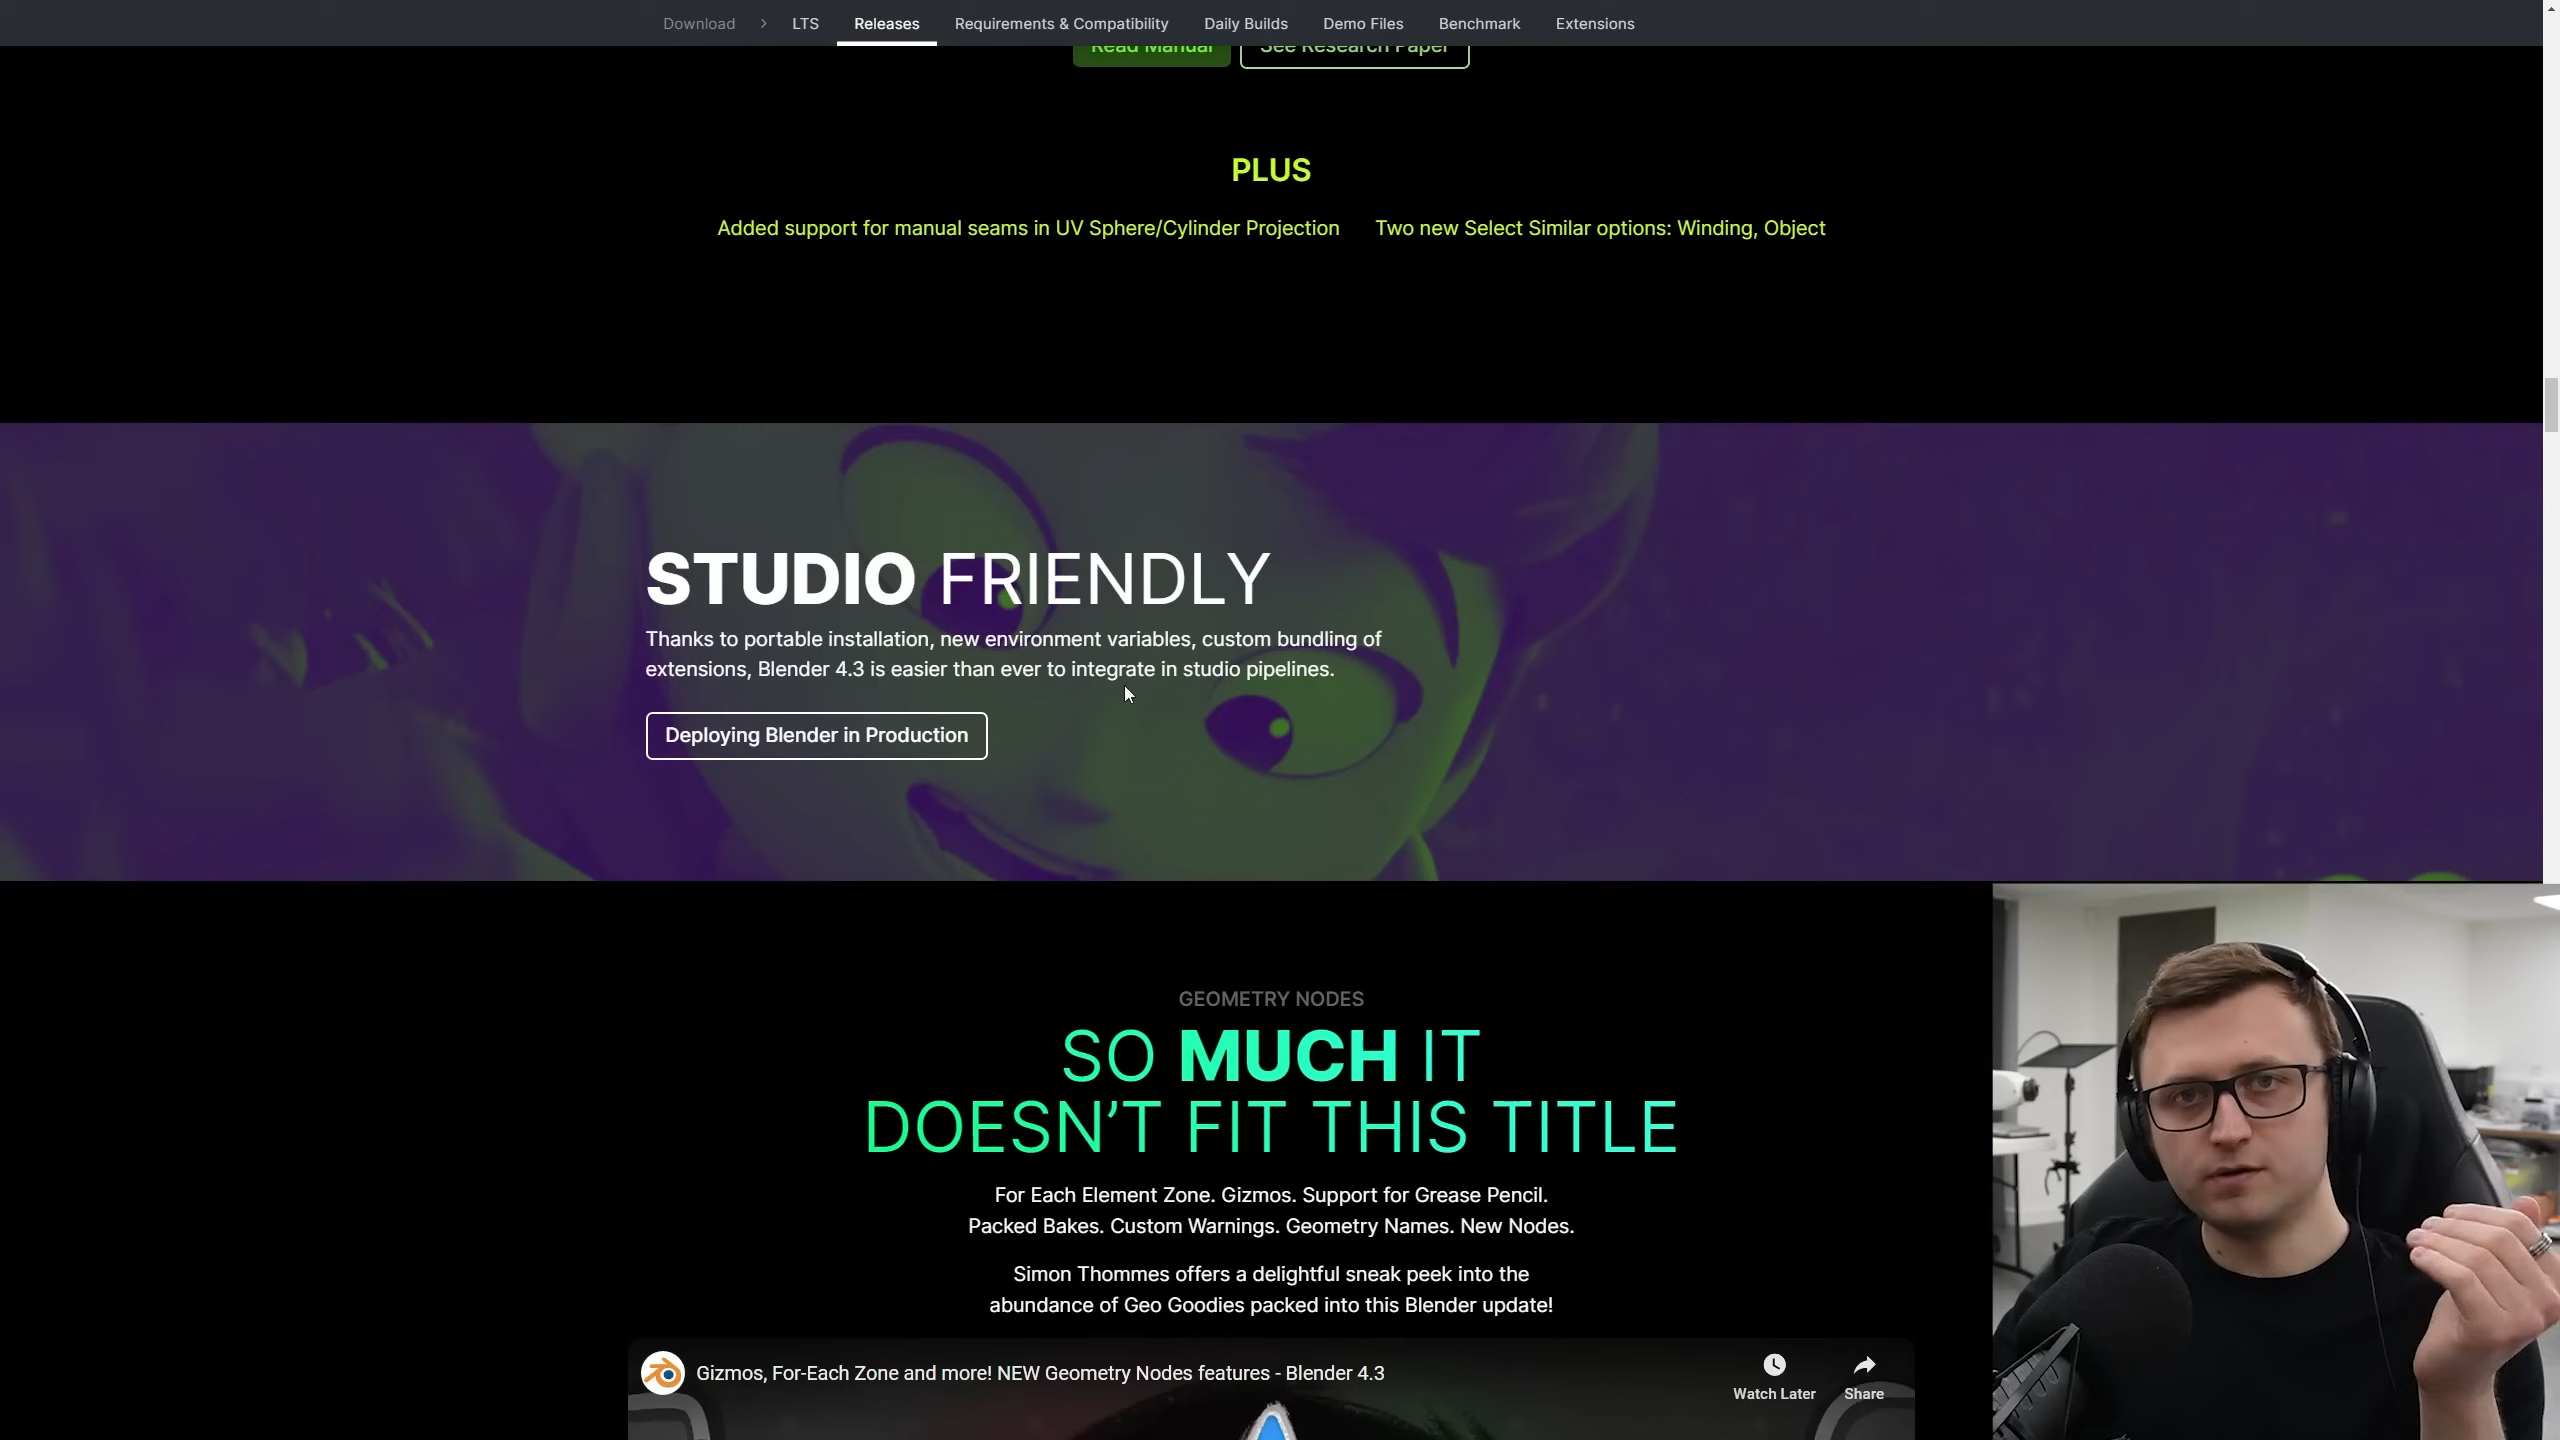 Download > LTS Releases Requirements & Compatibility Daily Builds Demo Files Benchmark Extensions
Read Manual See Research Paper
PLUS
Added support for manual seams in UV Sphere/Cylinder Projection Two new Select Similar options: Winding, Object
STUDIO FRIENDLY
Thanks to portable installation, new environment variables, custom bundling of
extensions, Blender 4.3 is easier than ever to integrate in studio pipelines.
Deploying Blender in Production
GEOMETRY NODES
SO MUCH IT
DOESN'T FIT THIS TITLE
For Each Element Zone. Gizmos. Support for Grease Pencil.
Packed Bakes. Custom Warnings. Geometry Names. New Nodes.
Simon Thommes offers a delightful sneak peek into the
abundance of Geo Goodies packed into this Blender update!
Gizmos, For-Each Zone and more! NEW Geometry Nodes features - Blender 4.3
Watch Later Share